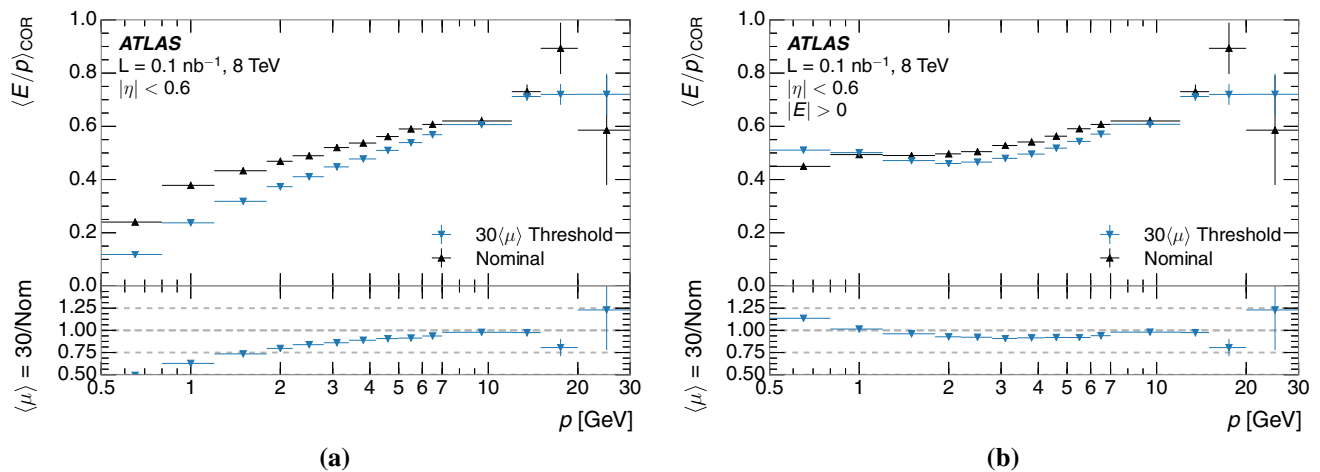 ⟨E/p⟩COR
1.0
0.8
0.6
0.4
0.2
0.0
ATLAS
L = 0.1 nb⁻¹, 8 TeV
|η| < 0.6
30⟨μ⟩ Threshold
Nominal
⟨μ⟩ = 30/Nom
1.25
1.00
0.75
0.50
0.5 1 2 3 4 5 6 7 10 20 30
p [GeV]
(a)
⟨E/p⟩COR
1.0
0.8
0.6
0.4
0.2
0.0
ATLAS
L = 0.1 nb⁻¹, 8 TeV
|η| < 0.6
|E| > 0
30⟨μ⟩ Threshold
Nominal
⟨μ⟩ = 30/Nom
1.25
1.00
0.75
0.50
0.5 1 2 3 4 5 6 7 10 20 30
p [GeV]
(b)